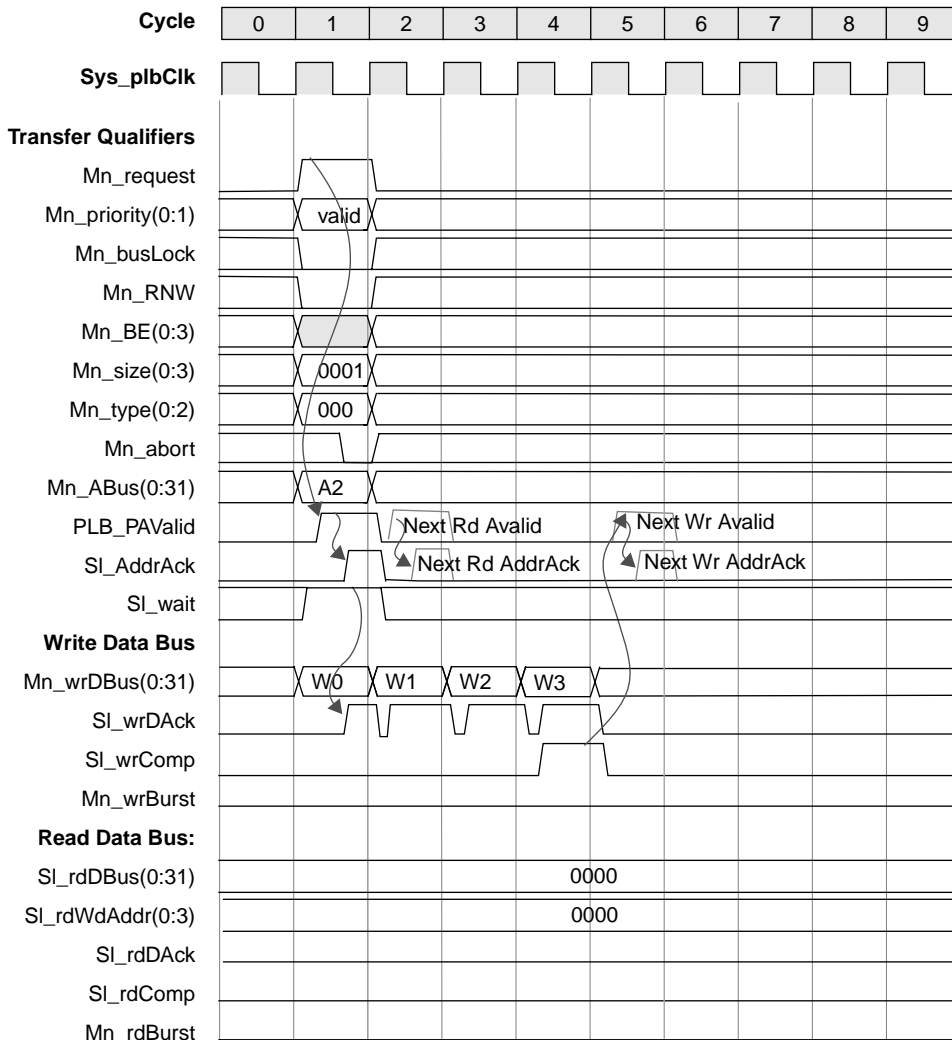 Cycle 0 1 2 3 4 5 6 7 8 9
Sys_plbClk
Transfer Qualifiers
Mn_request
Mn_priority(0:1) valid
Mn_busLock
Mn_RNW
Mn_BE(0:3)
Mn_size(0:3) 0001
Mn_type(0:2) 000
Mn_abort
Mn_ABus(0:31) A2
PLB_PAValid Next Rd Avalid Next Wr Avalid
Sl_AddrAck Next Rd AddrAck Next Wr AddrAck
Sl_wait
Write Data Bus
Mn_wrDBus(0:31) W0 W1 W2 W3
Sl_wrDAck
Sl_wrComp
Mn_wrBurst
Read Data Bus:
Sl_rdDBus(0:31) 0000
Sl_rdWdAddr(0:3) 0000
Sl_rdDAck
Sl_rdComp
Mn_rdBurst